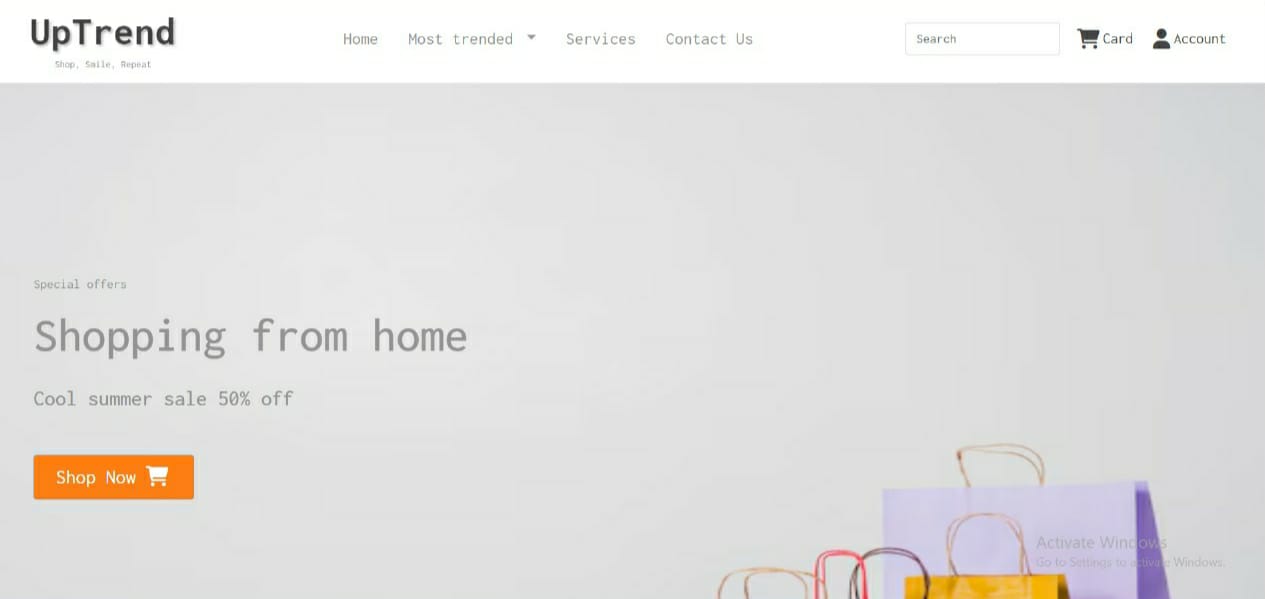 UpTrend
Shop, Smile, Repeat
Home Most trended Services Contact Us Search Card Account
Special offers
Shopping from home
Cool summer sale 50% off
Shop Now
Activate Windows
Go to Settings to activate Windows.